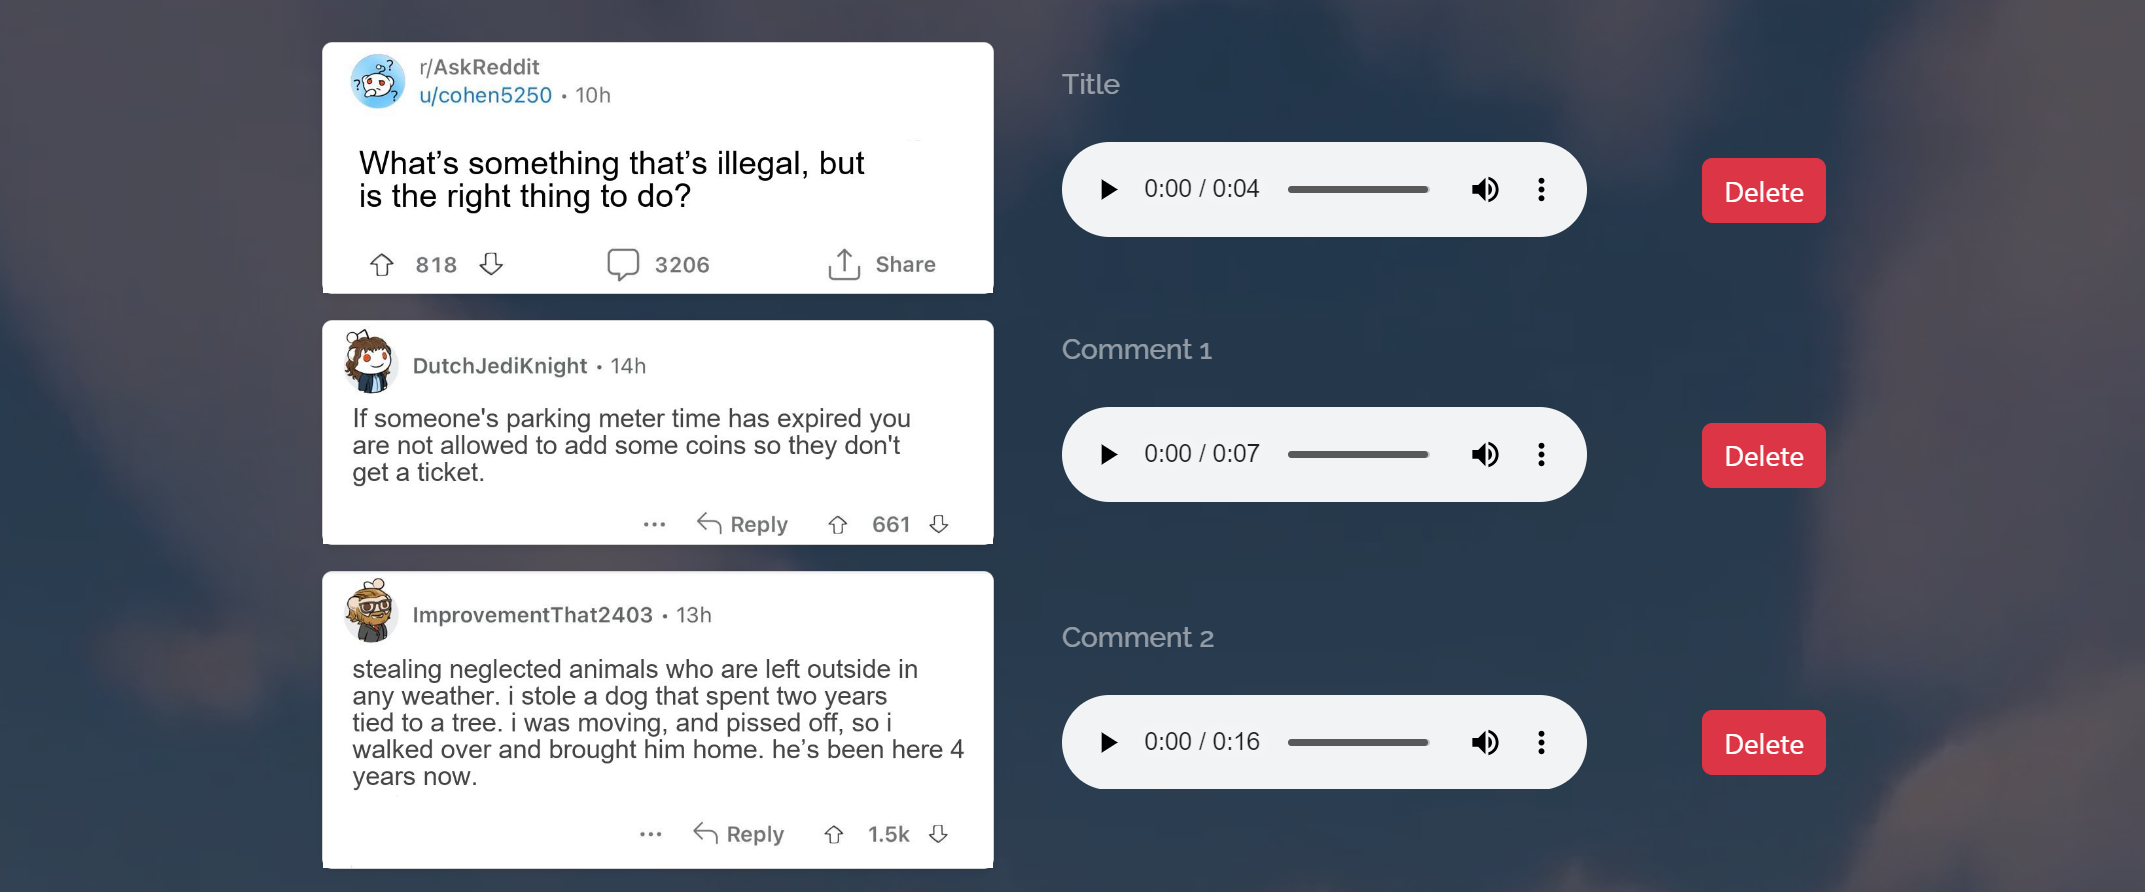 r/AskReddit
u/cohen5250 · 10h
What’s something that’s illegal, but
is the right thing to do?
818
3206
Share
Title
0:00 / 0:04
Delete
DutchJediKnight · 14h
If someone's parking meter time has expired you
are not allowed to add some coins so they don't
get a ticket.
··· Reply 661
Comment 1
0:00 / 0:07
Delete
ImprovementThat2403 · 13h
stealing neglected animals who are left outside in
any weather. i stole a dog that spent two years
tied to a tree. i was moving, and pissed off, so i
walked over and brought him home. he’s been here 4
years now.
··· Reply 1.5k
Comment 2
0:00 / 0:16
Delete